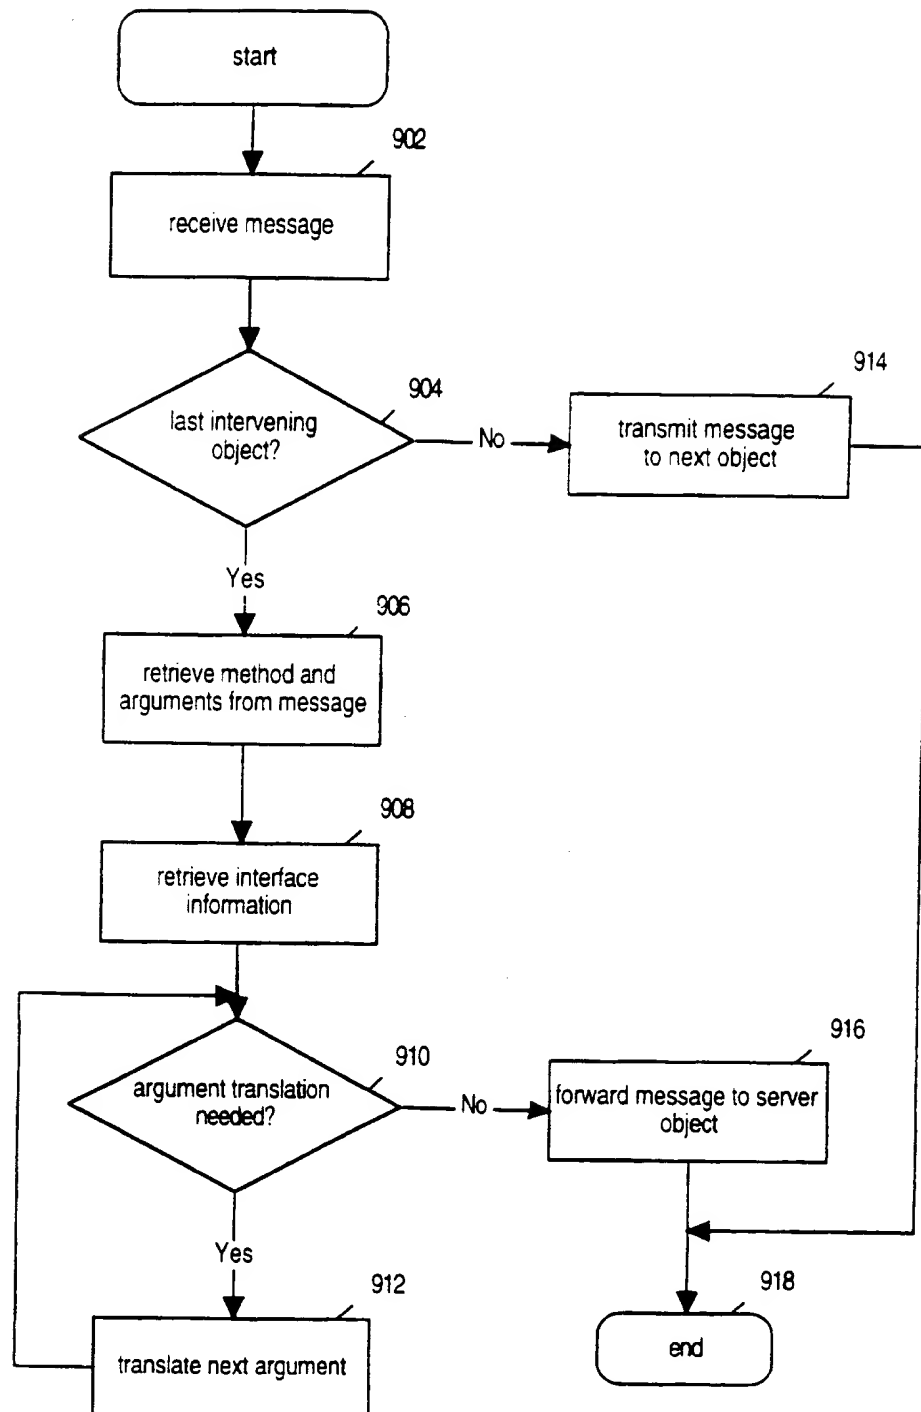 start
902
receive message
904
last intervening
object?
No
914
transmit message
to next object
Yes
906
retrieve method and
arguments from message
908
retrieve interface
information
910
argument translation
needed?
No
916
forward message to server
object
Yes
912
translate next argument
918
end